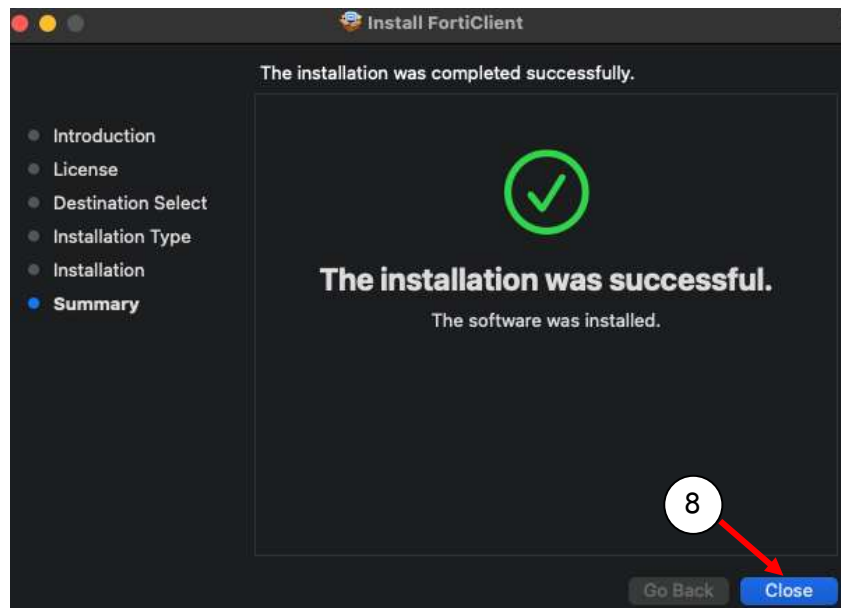 Install FortiClient
The installation was completed successfully.
Introduction
License
Destination Select
Installation Type
Installation
Summary
The installation was successful.
The software was installed.
8
Go Back
Close